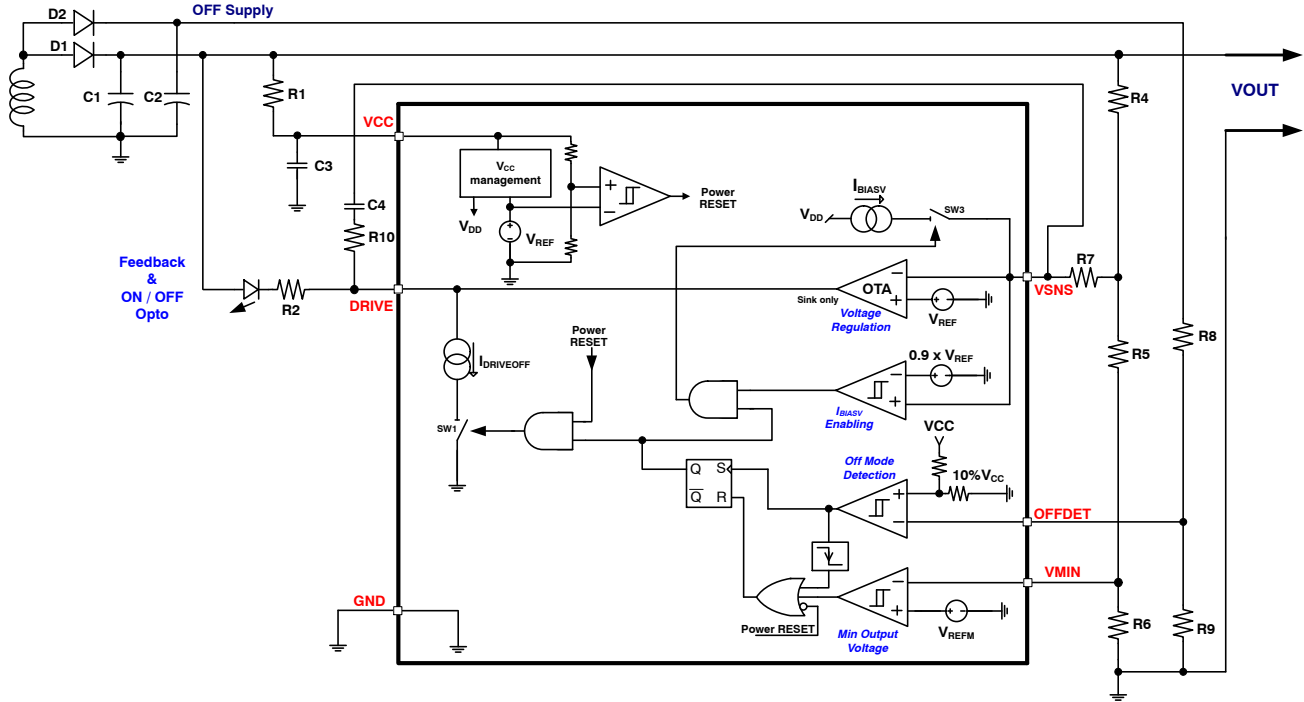 D2
OFF Supply
D1
C1
C2
R1
R4
VOUT
VCC
C3
VCC
management
VDD
VREF
Power
RESET
C4
R10
IBIASV
VDD
SW3
Feedback
&
ON / OFF
Opto
R2
DRIVE
OTA
Sink only
Voltage
Regulation
VREF
VSNS
R7
IDRIVEOFF
Power
RESET
SW1
0.9 x VREF
IBIASV
Enabling
R5
R8
VCC
Off Mode
Detection
10%VCC
Q
S
Q
R
OFFDET
VMIN
GND
Power RESET
Min Output
Voltage
VREFM
R6
R9